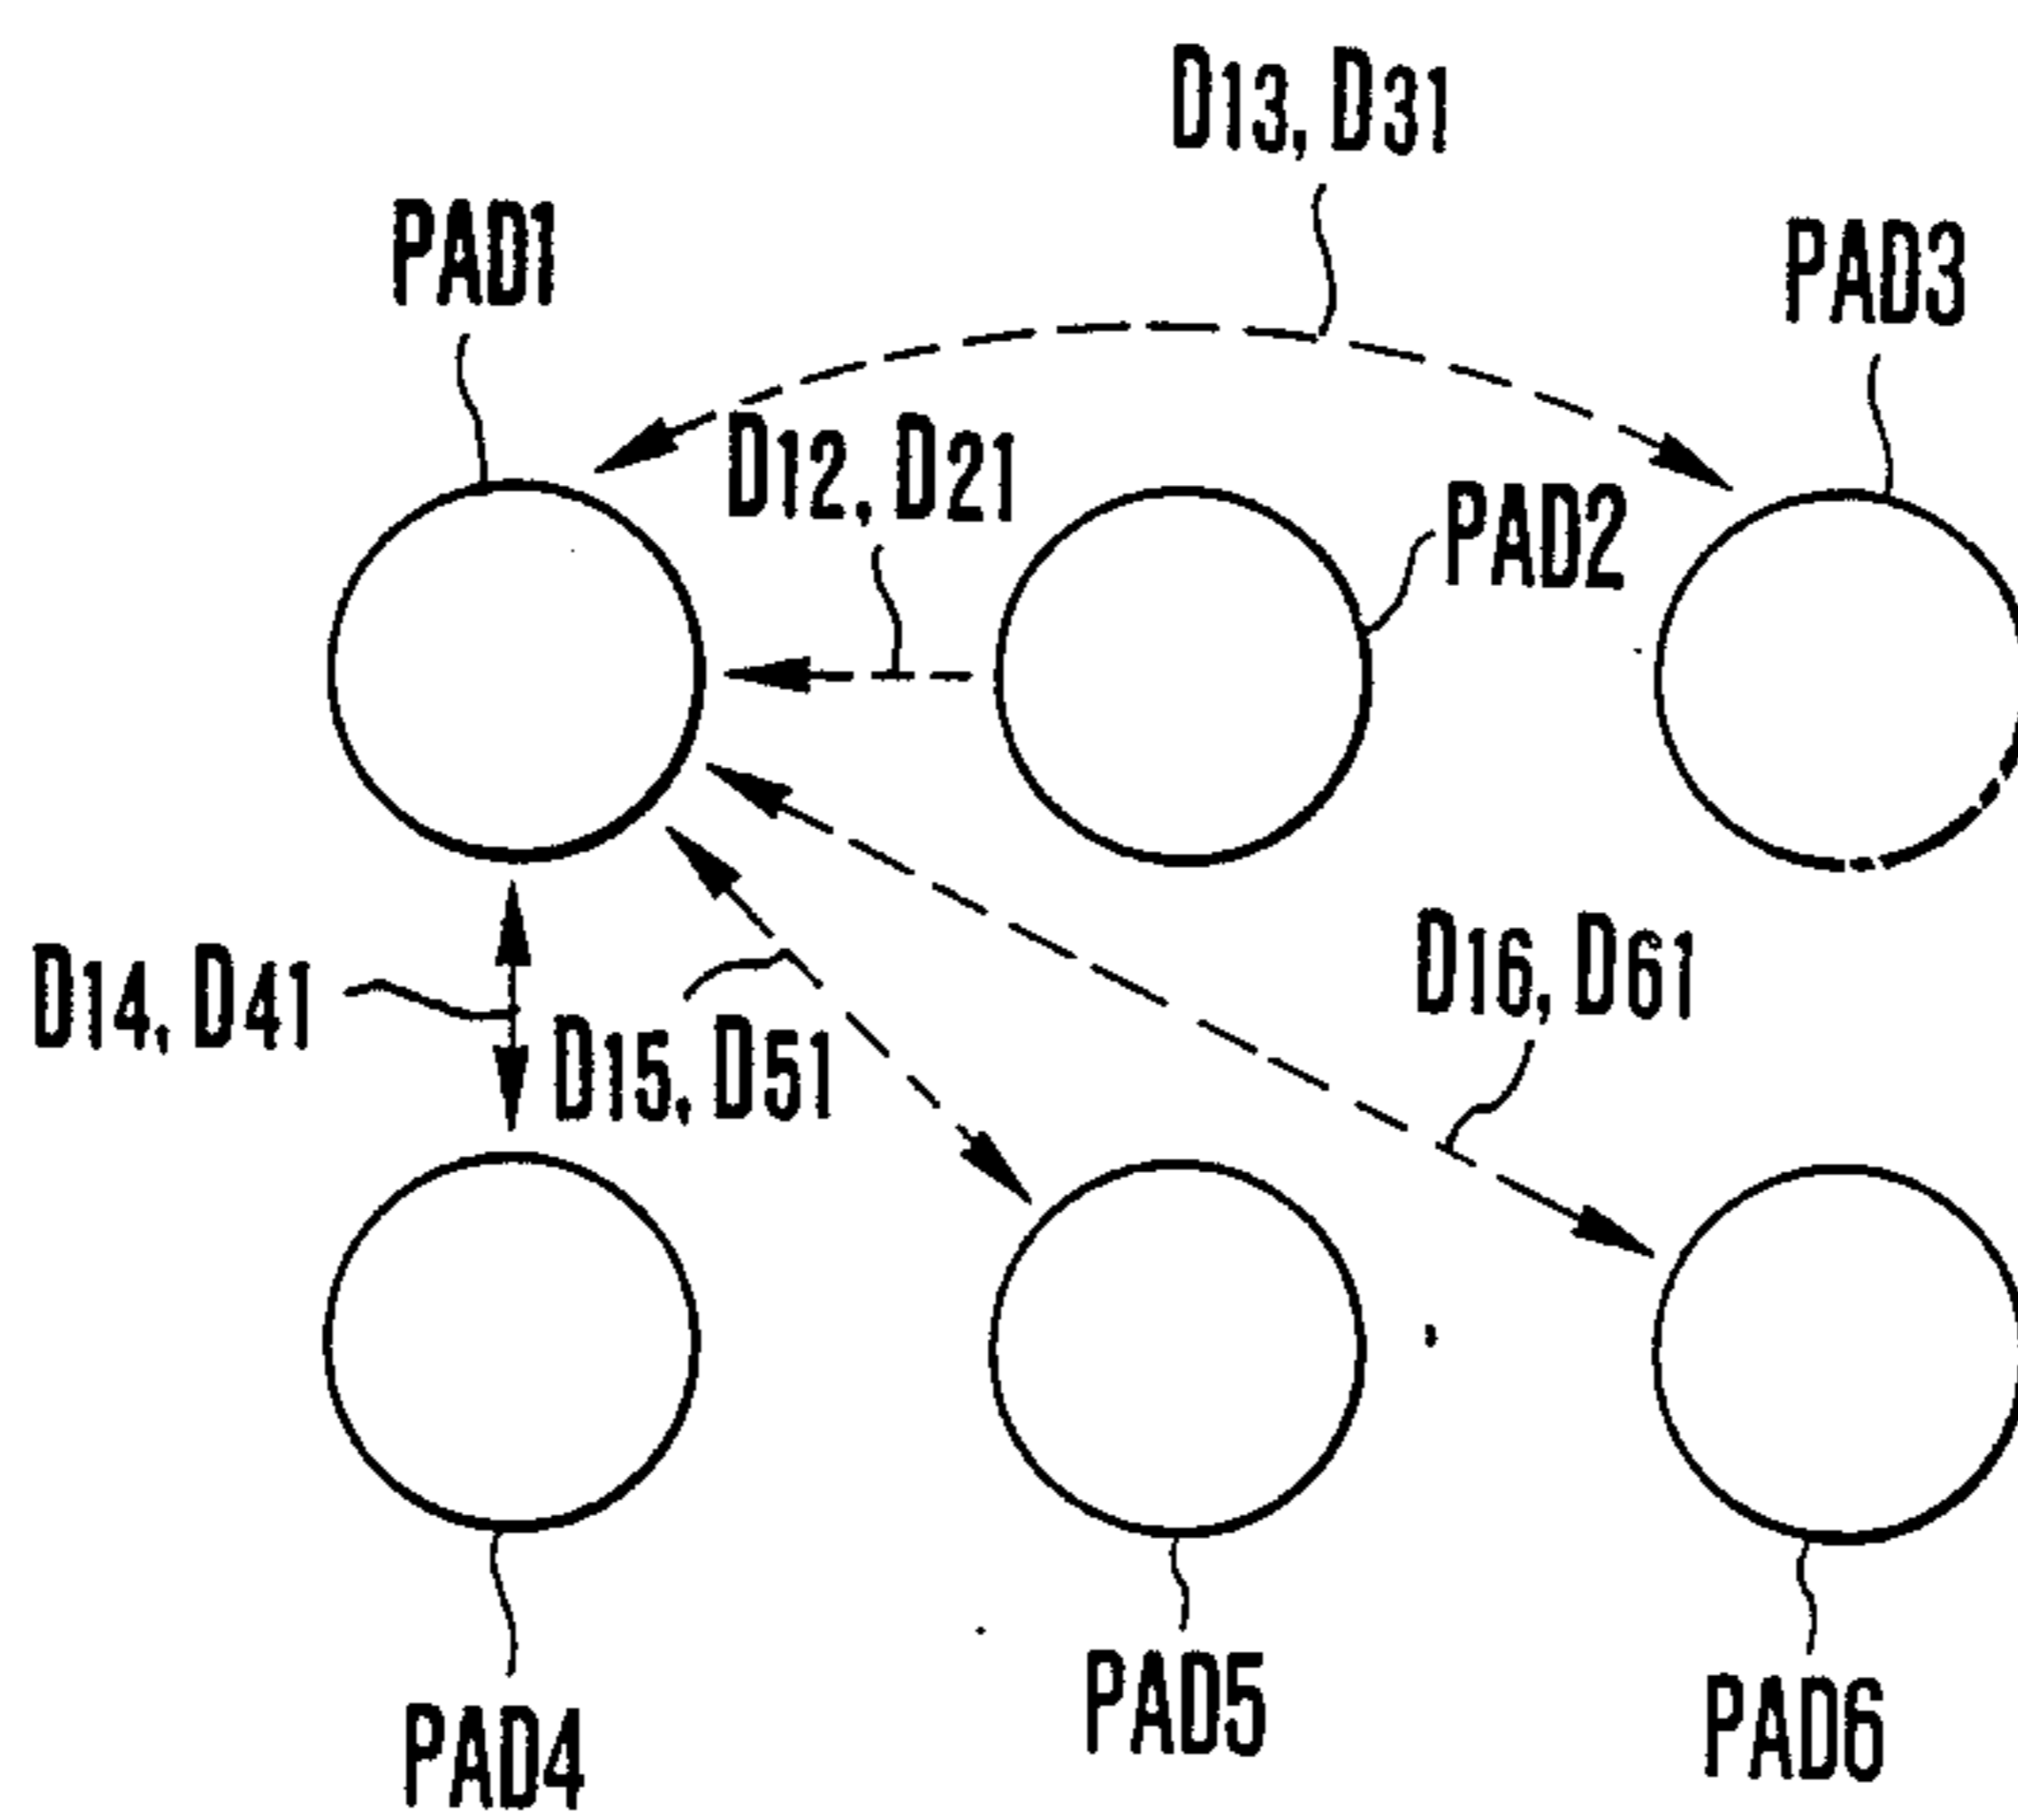 D13, D31
PAD1
PAD3
D12, D21
PAD2
D14, D41
D15, D51
D16, D61
PAD4
PAD5
PAD6